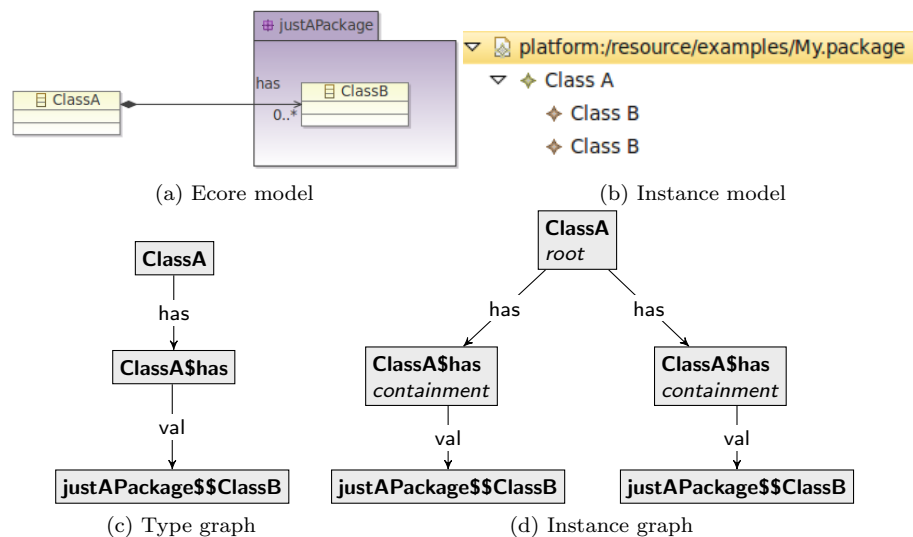 justAPackage
has
ClassA
ClassB
0..*
platform:/resource/examples/My.package
Class A
Class B
Class B
(a) Ecore model
(b) Instance model
ClassA
has
ClassA$has
val
justAPackage$$ClassB
(c) Type graph
ClassA
root
has
has
ClassA$has
containment
ClassA$has
containment
val
val
justAPackage$$ClassB
justAPackage$$ClassB
(d) Instance graph